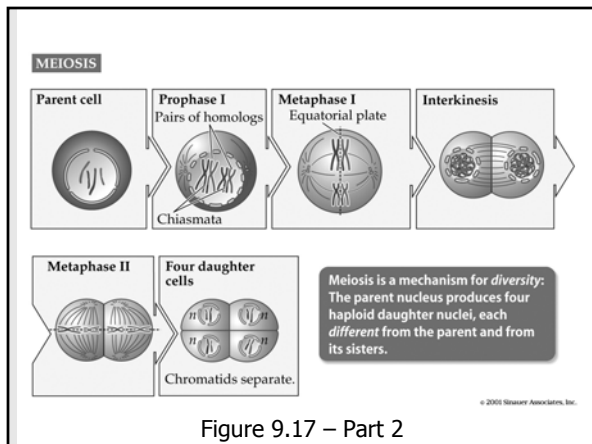 MEIOSIS
Parent cell
Prophase I
Pairs of homologs
Chiasmata
Metaphase I
Equatorial plate
Interkinesis
Metaphase II
Four daughter
cells
n n
n n
Chromatids separate.
Meiosis is a mechanism for diversity:
The parent nucleus produces four
haploid daughter nuclei, each
different from the parent and from
its sisters.
© 2001 Sinauer Associates, Inc.
Figure 9.17 – Part 2